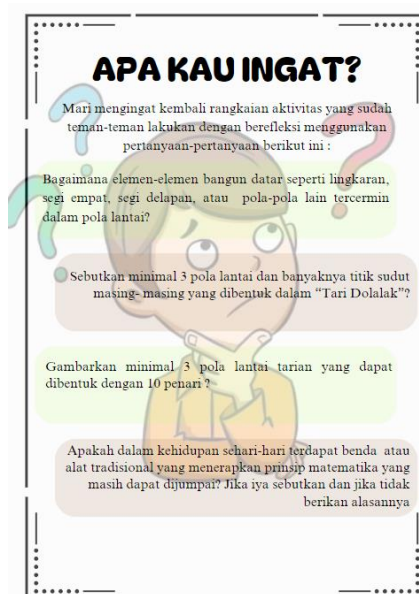 APA KAU INGAT?
Mari mengingat kembali rangkaian aktivitas yang sudah
teman-teman lakukan dengan berefleksi menggunakan
pertanyaan-pertanyaan berikut ini :
Bagaimana elemen-elemen bangun datar seperti lingkaran,
segi empat, segi delapan, atau pola-pola lain tercermin
dalam pola lantai?
Sebutkan minimal 3 pola lantai dan banyaknya titik sudut
masing- masing yang dibentuk dalam “Tari Dolalak”?
Gambarkan minimal 3 pola lantai tarian yang dapat
dibentuk dengan 10 penari ?
Apakah dalam kehidupan sehari-hari terdapat benda atau
alat tradisional yang menerapkan prinsip matematika yang
masih dapat dijumpai? Jika iya sebutkan dan jika tidak
berikan alasannya